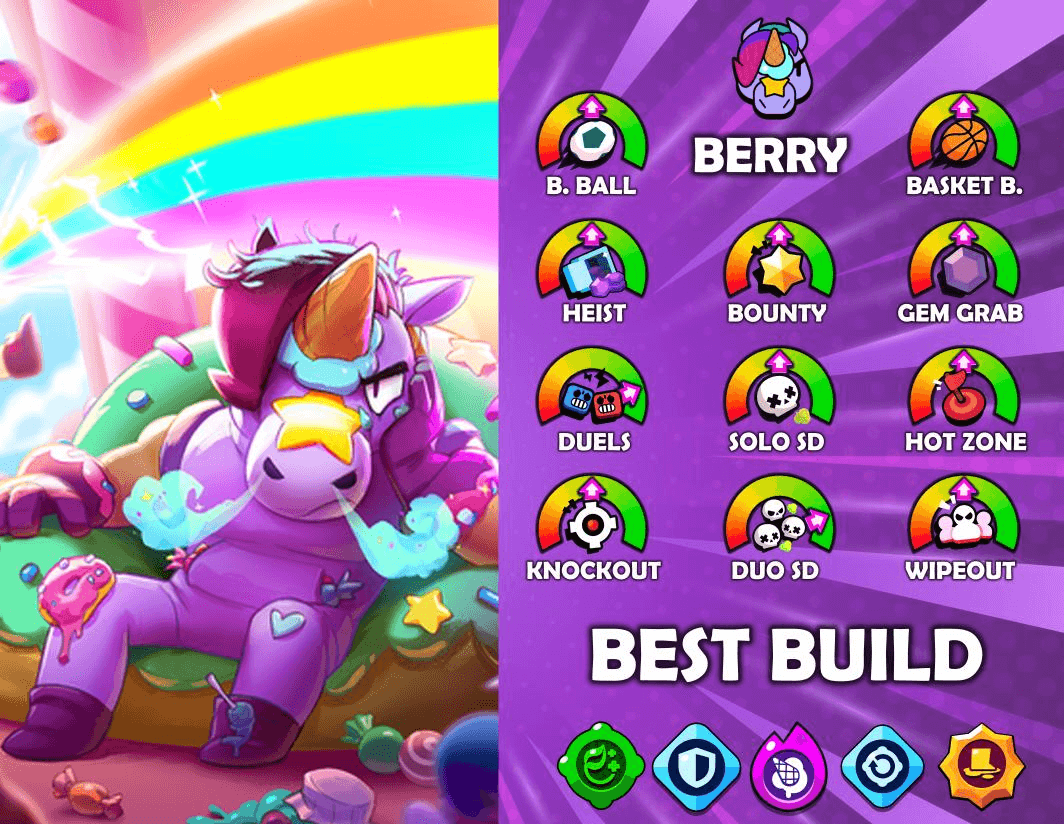 BERRY
B. BALL
BASKET B.
HEIST
BOUNTY
GEM GRAB
DUELS
SOLO SD
HOT ZONE
KNOCKOUT
DUO SD
WIPEOUT
BEST BUILD